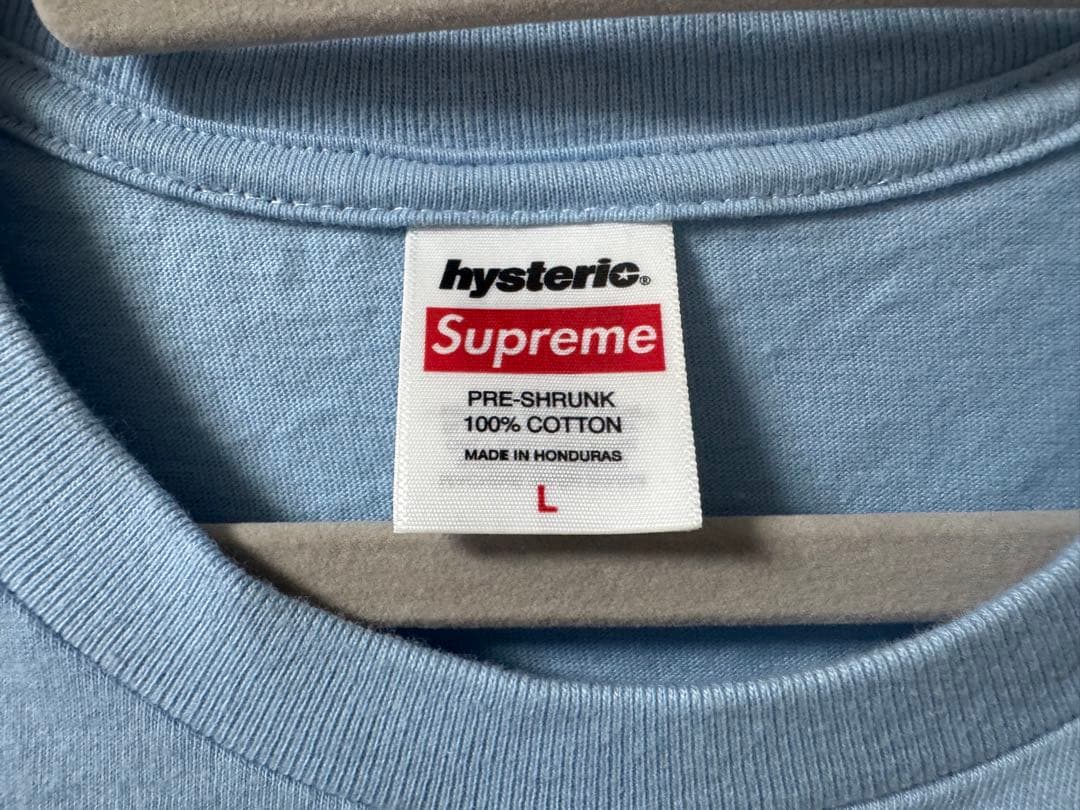 hysteric®
Supreme
PRE-SHRUNK
100% COTTON
MADE IN HONDURAS
L